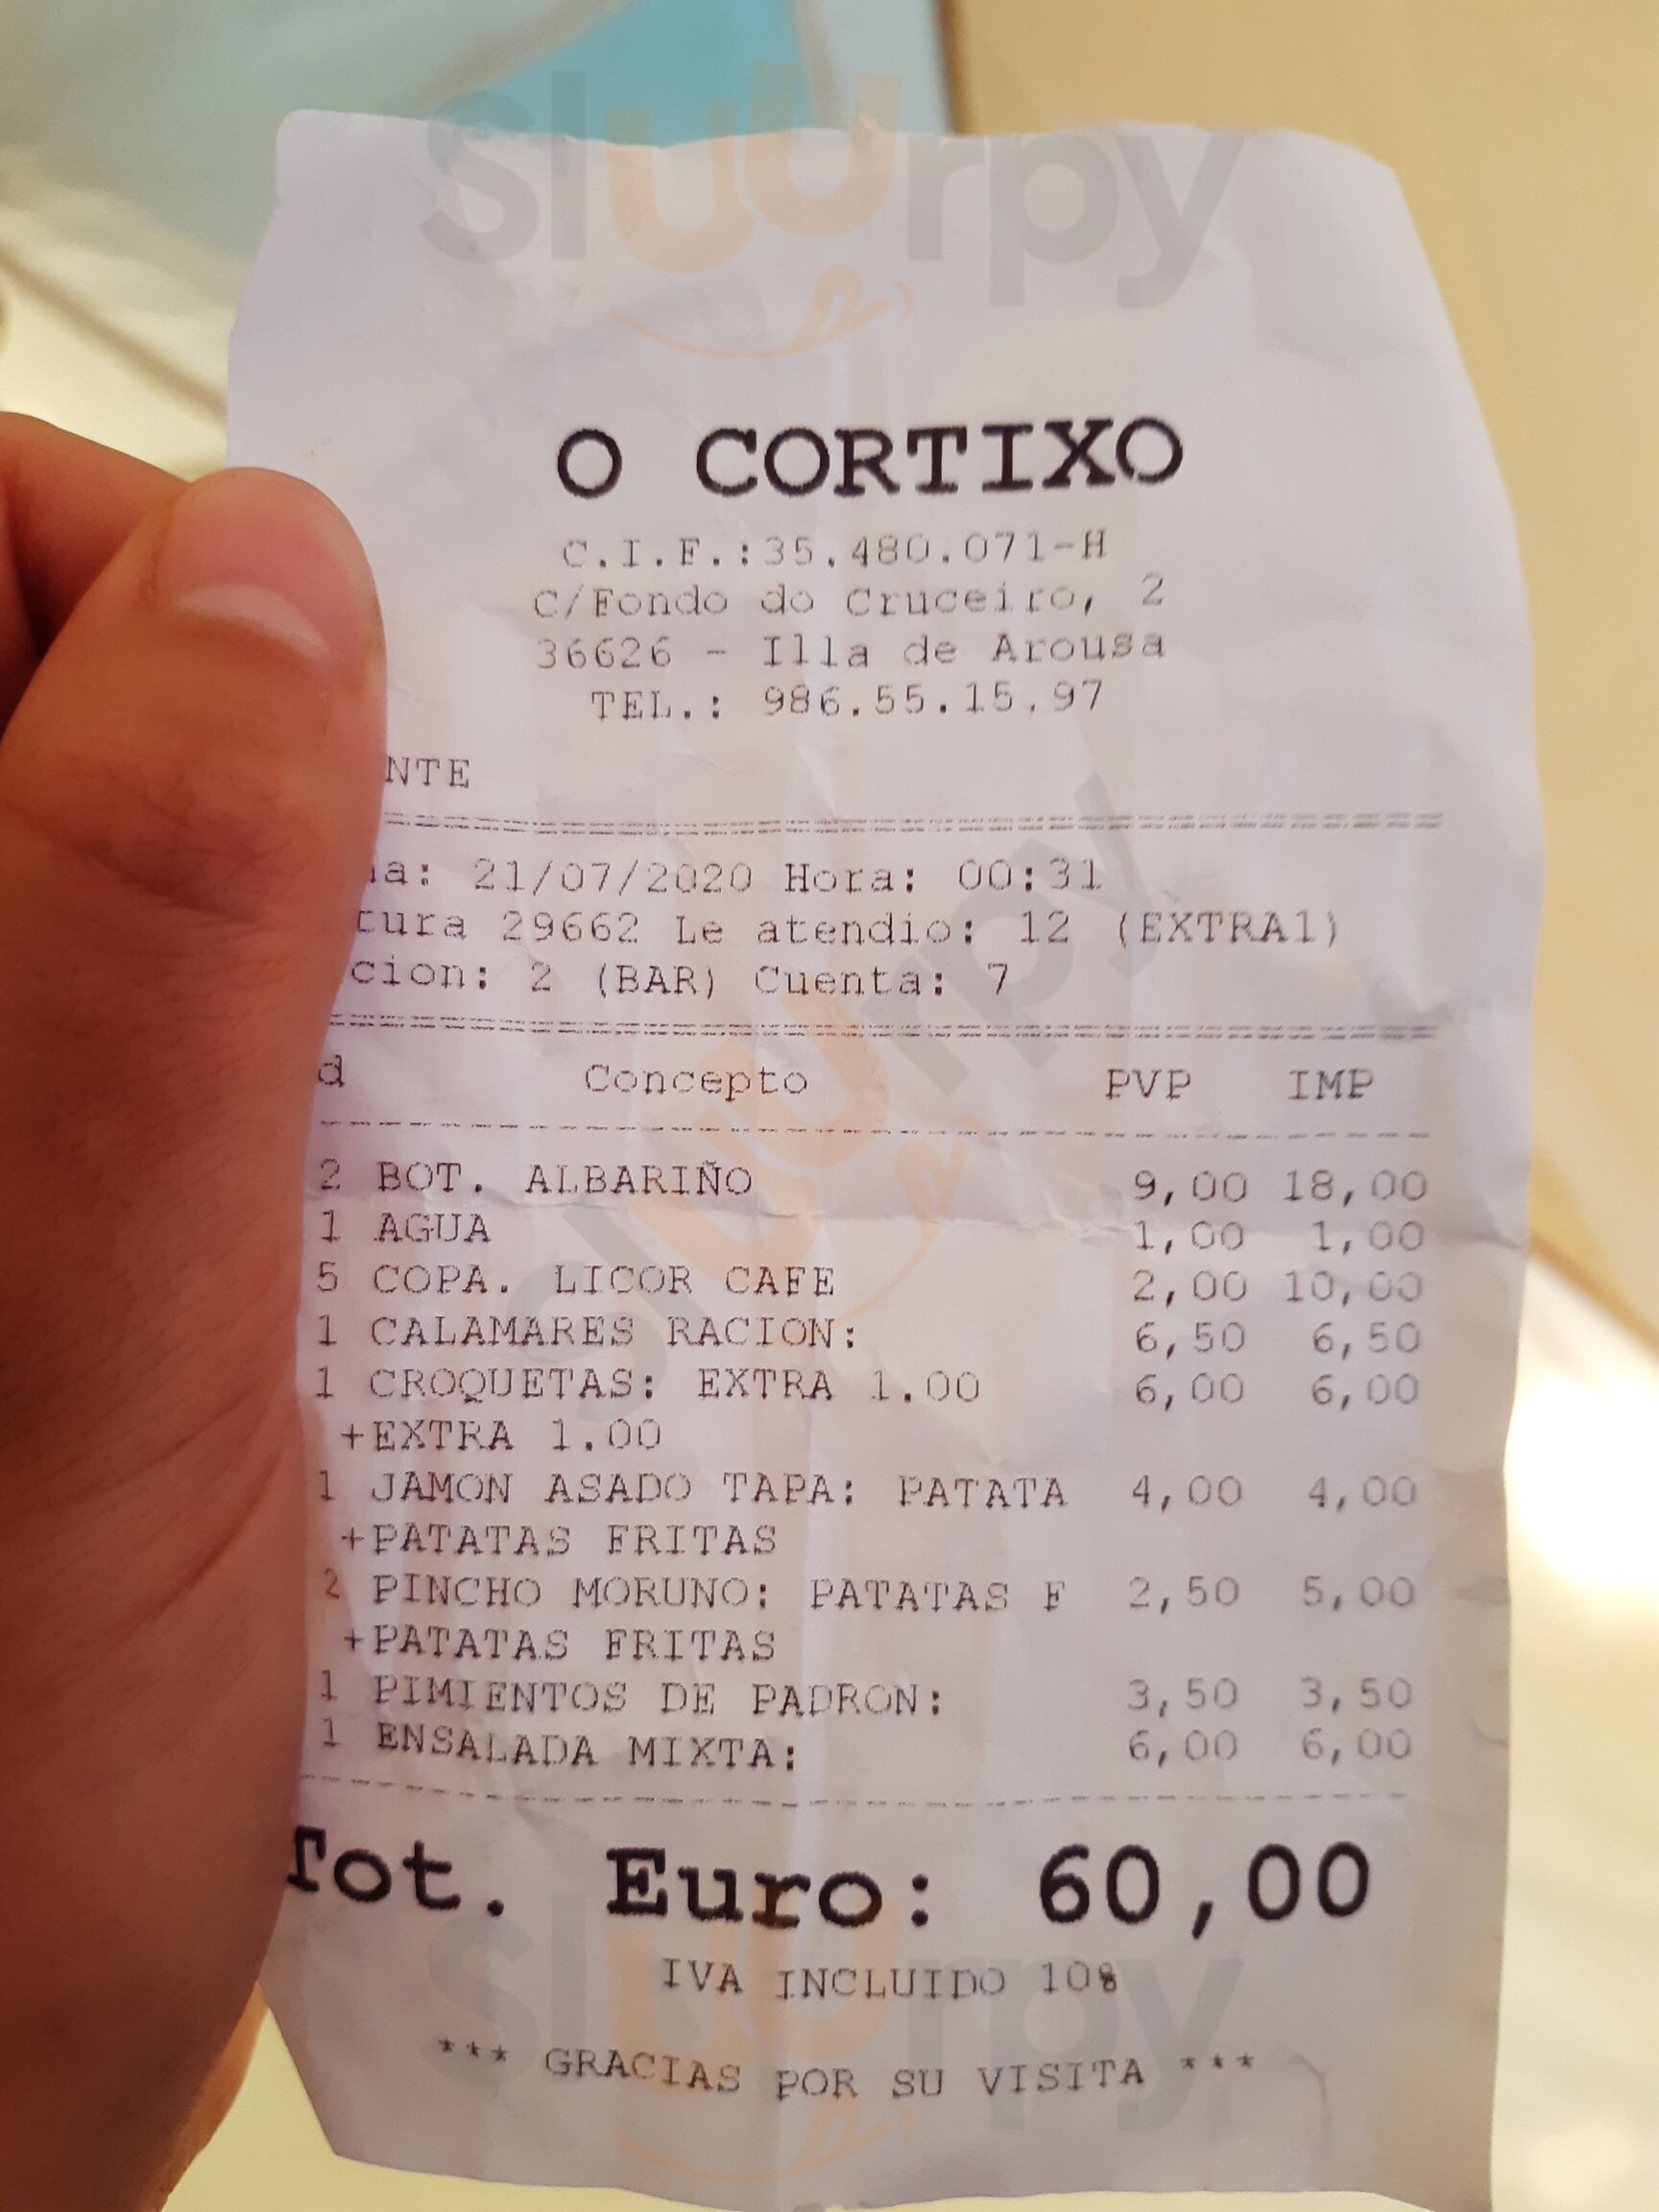 sluurpy
O CORTIXO
C.I.F.:35.480.071-H
C/Fondo do Cruceiro, 2
36626 - Illa de Arousa
TEL.: 986.55.15.97
NTE
a: 21/07/2020 Hora: 00:31
tura 29662 Le atendio: 12 (EXTRA1)
cion: 2 (BAR) Cuenta: 7
d Concepto PVP IMP
2 BOT. ALBARIÑO 9,00 18,00
1 AGUA 1,00 1,00
5 COPA. LICOR CAFE 2,00 10,00
1 CALAMARES RACION: 6,50 6,50
1 CROQUETAS: EXTRA 1.00 6,00 6,00
+EXTRA 1.00
1 JAMON ASADO TAPA: PATATA 4,00 4,00
+PATATAS FRITAS
2 PINCHO MORUNO: PATATAS F 2,50 5,00
+PATATAS FRITAS
1 PIMIENTOS DE PADRON: 3,50 3,50
1 ENSALADA MIXTA: 6,00 6,00
Tot. Euro: 60,00
IVA INCLUIDO 10%
*** GRACIAS POR SU VISITA ***
sluurpy
sluurpy